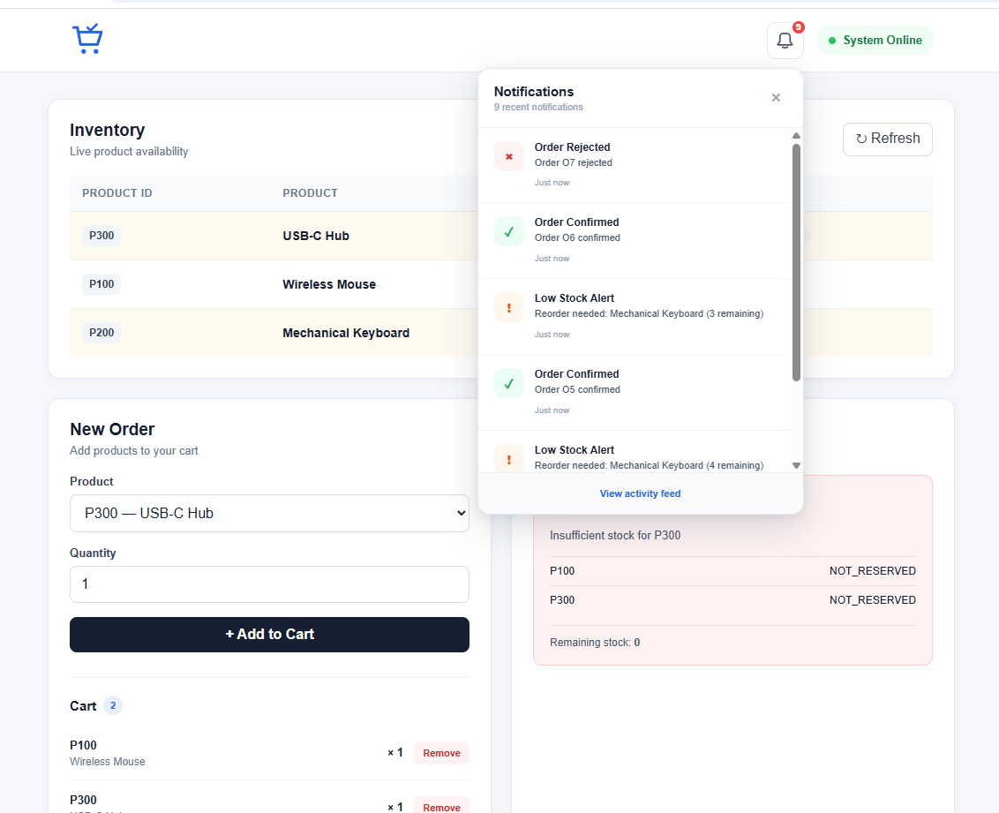 9
System Online
Notifications
9 recent notifications
×
Order Rejected
Order O7 rejected
Just now
Order Confirmed
Order O6 confirmed
Just now
Low Stock Alert
Reorder needed: Mechanical Keyboard (3 remaining)
Just now
Order Confirmed
Order O5 confirmed
Just now
Low Stock Alert
Reorder needed: Mechanical Keyboard (4 remaining)
View activity feed
Inventory
Live product availability
↻ Refresh
PRODUCT ID PRODUCT
P300 USB-C Hub
P100 Wireless Mouse
P200 Mechanical Keyboard
New Order
Add products to your cart
Product
P300 — USB-C Hub
Quantity
1
+ Add to Cart
Cart 2
P100
Wireless Mouse
× 1 Remove
P300
× 1 Remove
Insufficient stock for P300
P100 NOT_RESERVED
P300 NOT_RESERVED
Remaining stock: 0